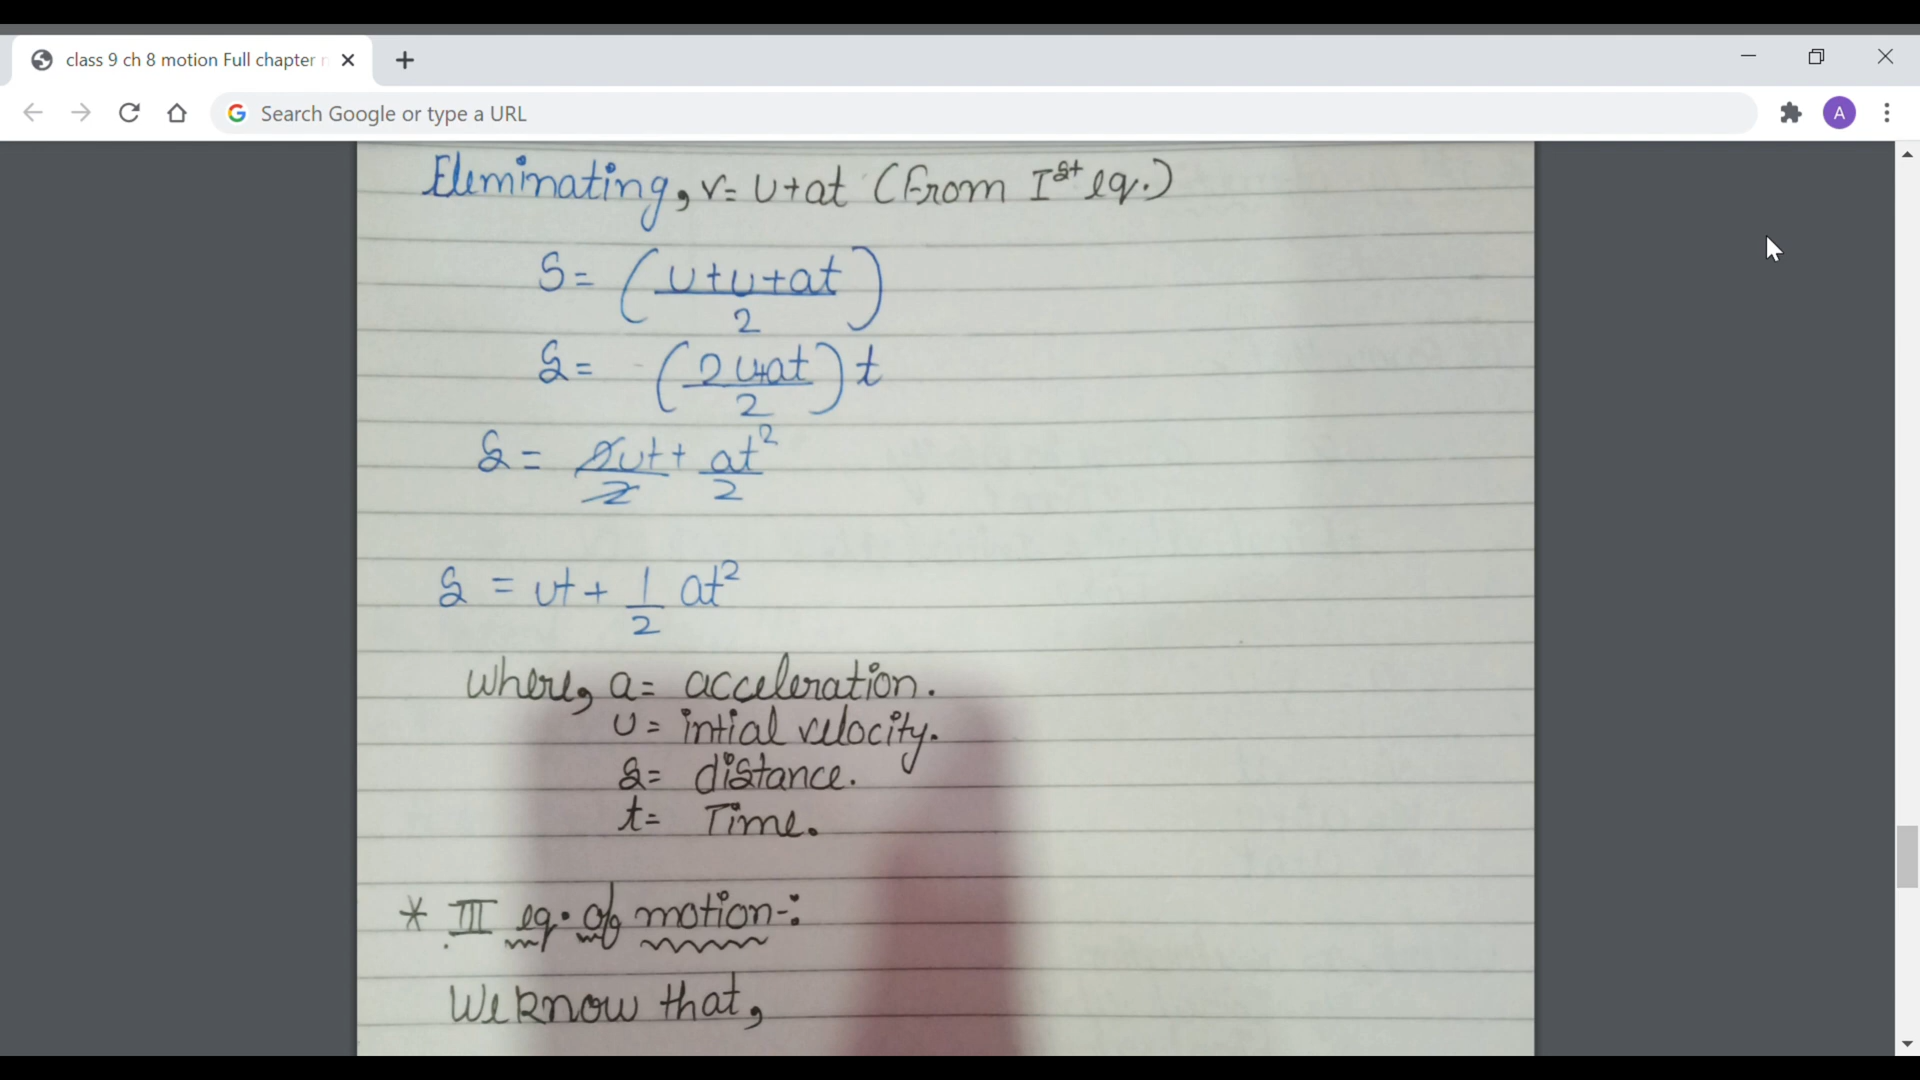 class 9 ch 8 motion Full chapter
Search Google or type a URL
A
Eleminating, v= u+at (From Ist eq.)
S= (u+u+at/2)
S= (2u+at/2)t
S= 2ut/2 + at²/2
S = ut + 1/2 at²
where, a= acceleration.
u= intial velocity.
s= distance.
t= Time.
* III eq. of motion-:
We know that,